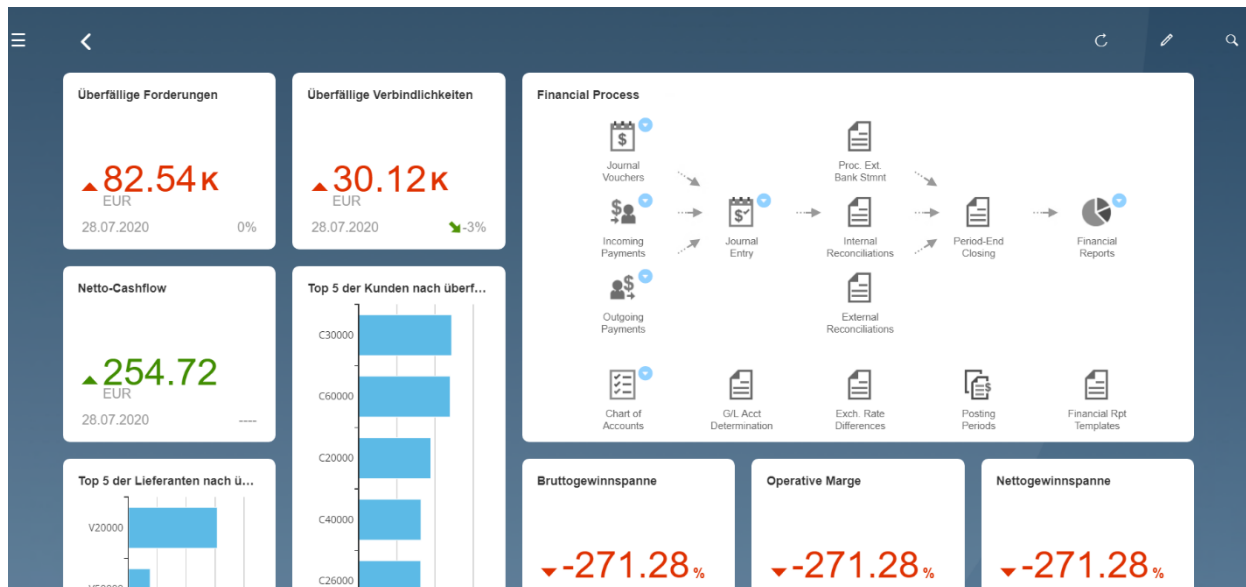 Überfällige Forderungen
82.54 K
EUR
28.07.2020 0%
Überfällige Verbindlichkeiten
30.12 K
EUR
28.07.2020 -3%
Financial Process
Journal
Vouchers
Proc. Ext.
Bank Stmnt
Incoming
Payments
Journal
Entry
Internal
Reconciliations
Period-End
Closing
Financial
Reports
Outgoing
Payments
External
Reconciliations
Chart of
Accounts
G/L Acct
Determination
Exch. Rate
Differences
Posting
Periods
Financial Rpt
Templates
Netto-Cashflow
254.72
EUR
28.07.2020 ----
Top 5 der Kunden nach überf...
C30000
C60000
C20000
C40000
C26000
Top 5 der Lieferanten nach ü...
V20000
Bruttogewinnspanne
-271.28 %
Operative Marge
-271.28 %
Nettogewinnspanne
-271.28 %